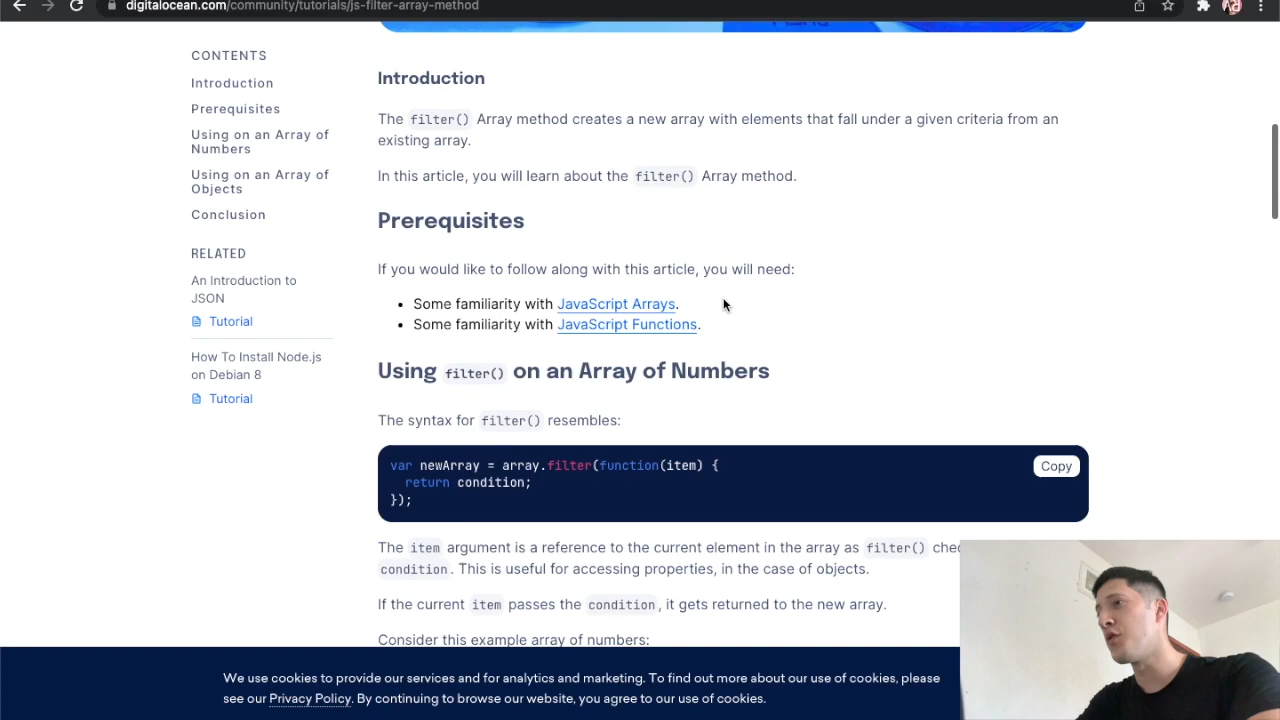 digitalocean.com/community/tutorials/js-filter-array-method
CONTENTS
Introduction
Prerequisites
Using on an Array of
Numbers
Using on an Array of
Objects
Conclusion
RELATED
An Introduction to
JSON
Tutorial
How To Install Node.js
on Debian 8
Tutorial
Introduction
The filter() Array method creates a new array with elements that fall under a given criteria from an
existing array.
In this article, you will learn about the filter() Array method.
Prerequisites
If you would like to follow along with this article, you will need:
• Some familiarity with JavaScript Arrays.
• Some familiarity with JavaScript Functions.
Using filter() on an Array of Numbers
The syntax for filter() resembles:
var newArray = array.filter(function(item) {
return condition;
});
Copy
The item argument is a reference to the current element in the array as filter()
condition. This is useful for accessing properties, in the case of objects.
If the current item passes the condition, it gets returned to the new array.
Consider this example array of numbers:
We use cookies to provide our services and for analytics and marketing. To find out more about our use of cookies, please
see our Privacy Policy. By continuing to browse our website, you agree to our use of cookies.